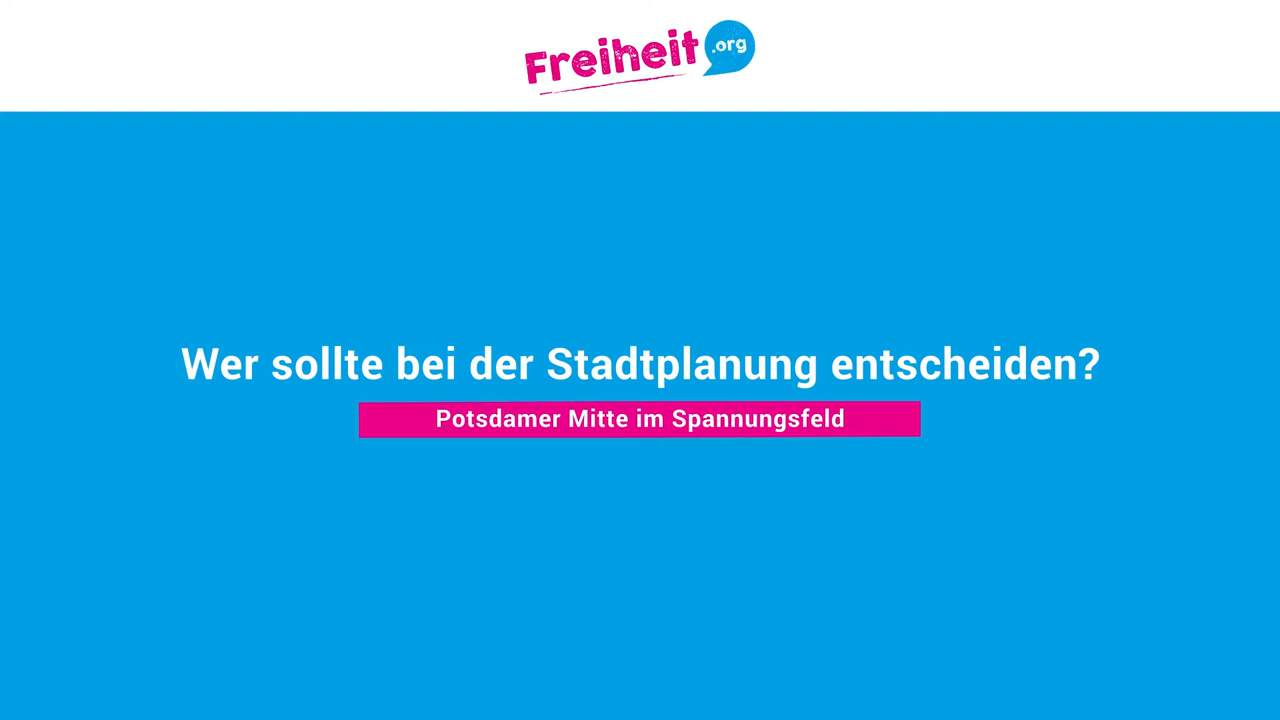 Freiheit .org
Wer sollte bei der Stadtplanung entscheiden?
Potsdamer Mitte im Spannungsfeld